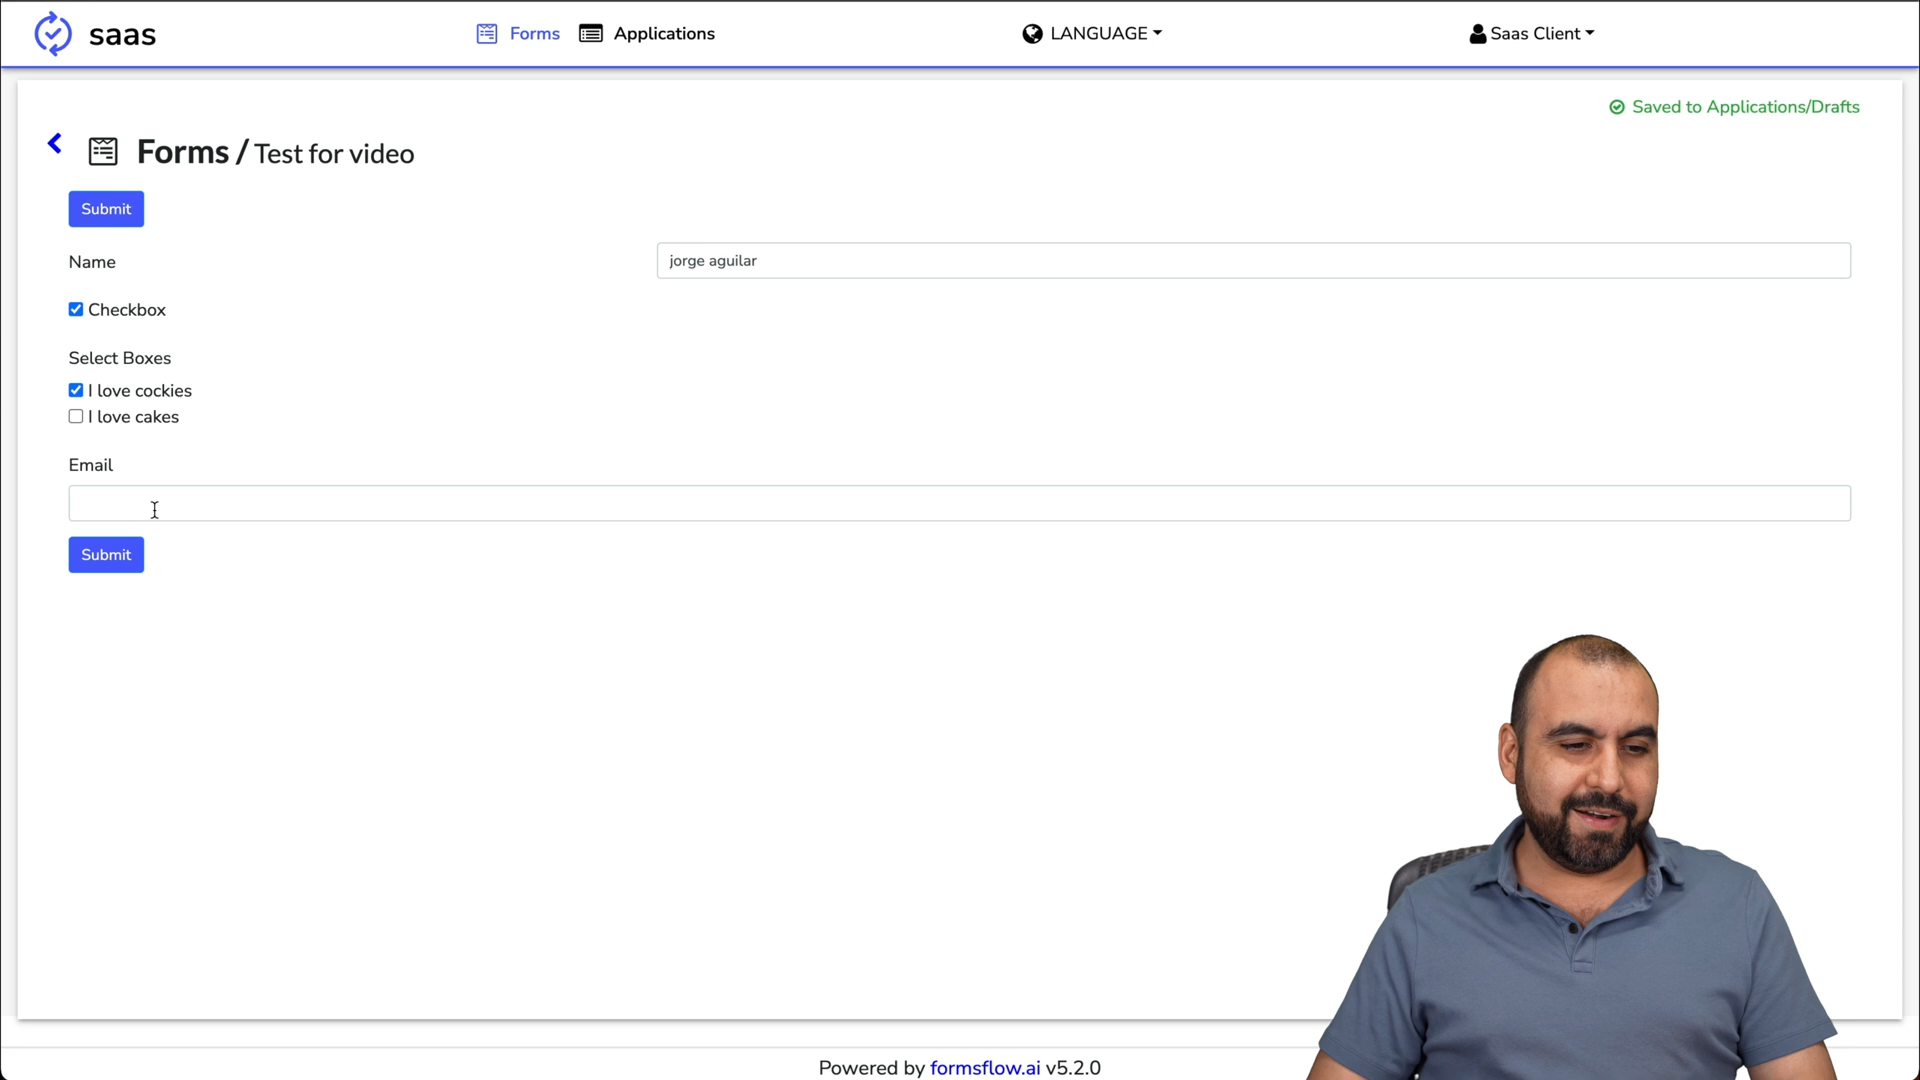 saas
Forms
Applications
LANGUAGE
Saas Client
Saved to Applications/Drafts
Forms / Test for video
Submit
Name
jorge aguilar
Checkbox
Select Boxes
I love cockies
I love cakes
Email
Submit
Powered by formsflow.ai v5.2.0